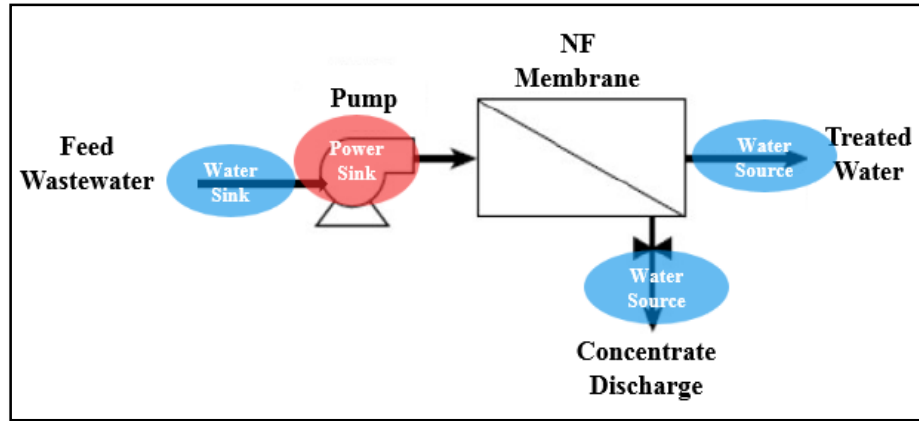 NF
Membrane
Pump
Feed
Wastewater
Water
Sink
Power
Sink
Water
Source
Treated
Water
Water
Source
Concentrate
Discharge